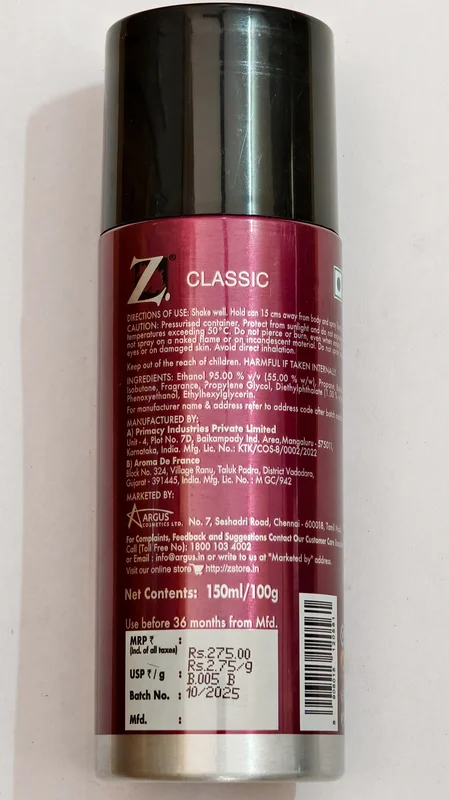 Z® CLASSIC
DIRECTIONS OF USE: Shake well. Hold can 15 cms away from body and spray
CAUTION: Pressurised container. Protect from sunlight and do not
temperatures exceeding 50°C. Do not pierce or burn, even when
not spray on a naked flame or an incandescent material. Do not spray
eyes or on damaged skin. Avoid direct inhalation.
Keep out of the reach of children. HARMFUL IF TAKEN INTERNALLY
INGREDIENTS: Ethanol 95.00 % v/v (55.00 % w/w), Propane,
Isobutane, Fragrance, Propylene Glycol, Diethylphthalate
Phenoxyethanol, Ethylhexylglycerin.
For manufacturer name & address refer to address code after batch
MANUFACTURED BY:
A) Primacy Industries Private Limited
Unit - 4, Plot No. 7D, Baikampady Ind. Area, Mangaluru - 575011,
Karnataka, India. Mfg. Lic. No.: KTK/COS-8/0002/2022
B) Aroma De France
Block No. 324, Village Ranu, Taluk Padra, District Vadodara,
Gujarat - 391445, India. Mfg. Lic. No. : M GC/942
MARKETED BY:
ARGUS COSMETICS LTD. No. 7, Seshadri Road, Chennai - 600018, Tamil
For Complaints, Feedback and Suggestions Contact Our Customer Care
Call (Toll Free No): 1800 103 4002
or Email : info@argus.in or write to us at "Marketed by" address.
Visit our online store http://zstore.in
Net Contents: 150ml/100g
Use before 36 months from Mfd.
MRP ₹ :
(Incl. of all taxes) Rs.275.00
USP ₹ / g : Rs.2.75/g
Batch No. : B.005 B
Mfd. : 10/2025